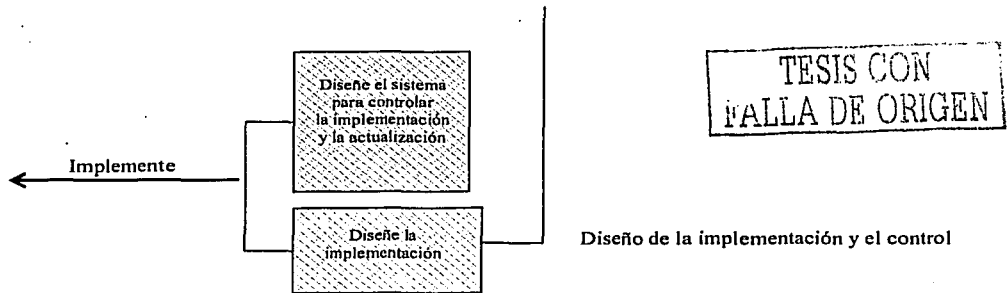 Diseñe el sistema
para controlar
la implementación
y la actualización
TESIS CON
FALLA DE ORIGEN
Implemente
Diseñe la
implementación
Diseño de la implementación y el control